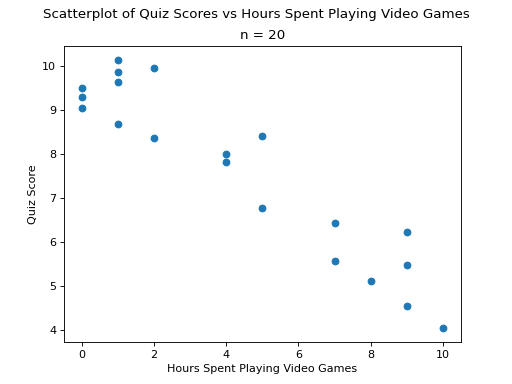 Scatterplot of Quiz Scores vs Hours Spent Playing Video Games
n = 20
10
9
8
7
6
5
4
Quiz Score
0 2 4 6 8 10
Hours Spent Playing Video Games